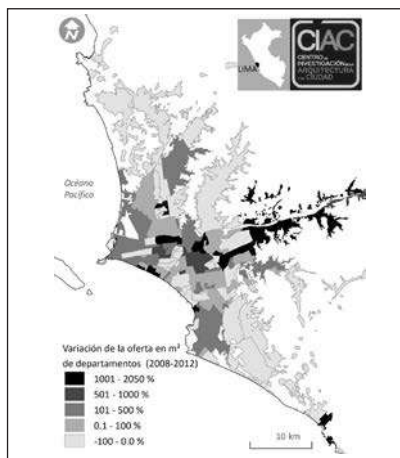 N
LIMA
CIAC
CENTRO DE
INVESTIGACIÓN DE LA
ARQUITECTURA
Y LA CIUDAD
Océano
Pacífico
Variación de la oferta en m²
de departamentos (2008-2012)
1001 - 2050 %
501 - 1000 %
101 - 500 %
0.1 - 100 %
-100 - 0.0 %
10 km